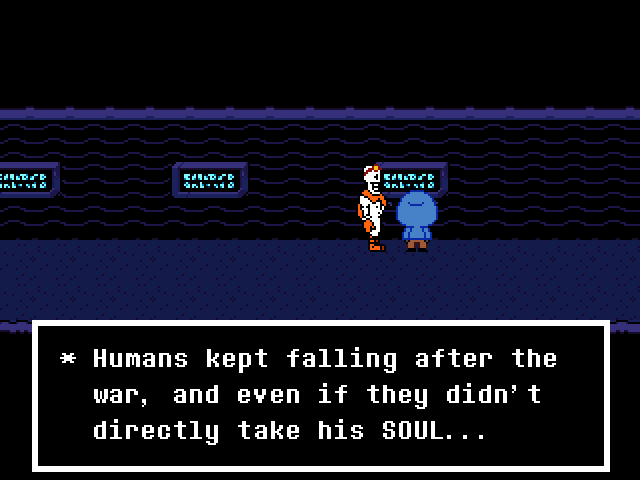 * Humans kept falling after the
war, and even if they didn't
directly take his SOUL...